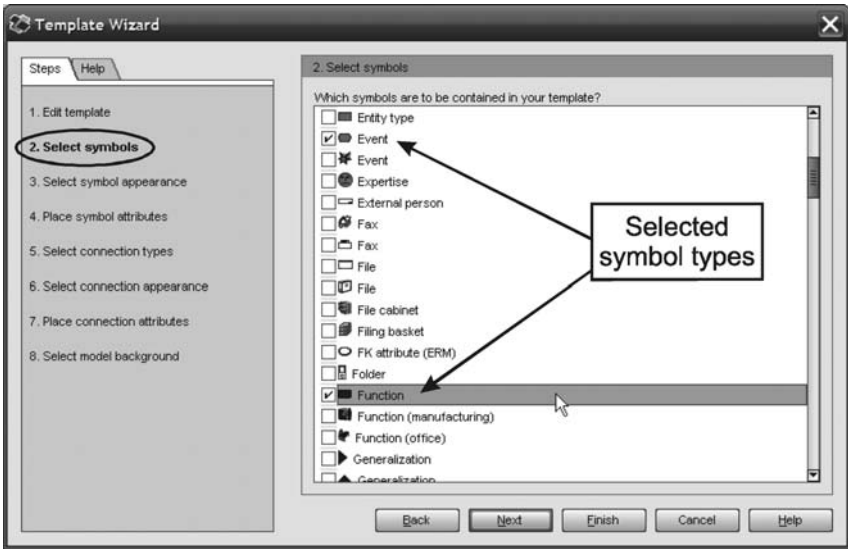 Template Wizard
Steps Help
1. Edit template
2. Select symbols
3. Select symbol appearance
4. Place symbol attributes
5. Select connection types
6. Select connection appearance
7. Place connection attributes
8. Select model background
2. Select symbols
Which symbols are to be contained in your template?
Entity type
Event
Event
Expertise
External person
Fax
Fax
File
File
File cabinet
Filing basket
FK attribute (ERM)
Folder
Function
Function (manufacturing)
Function (office)
Generalization
Generalization
Selected
symbol types
Back Next Finish Cancel Help